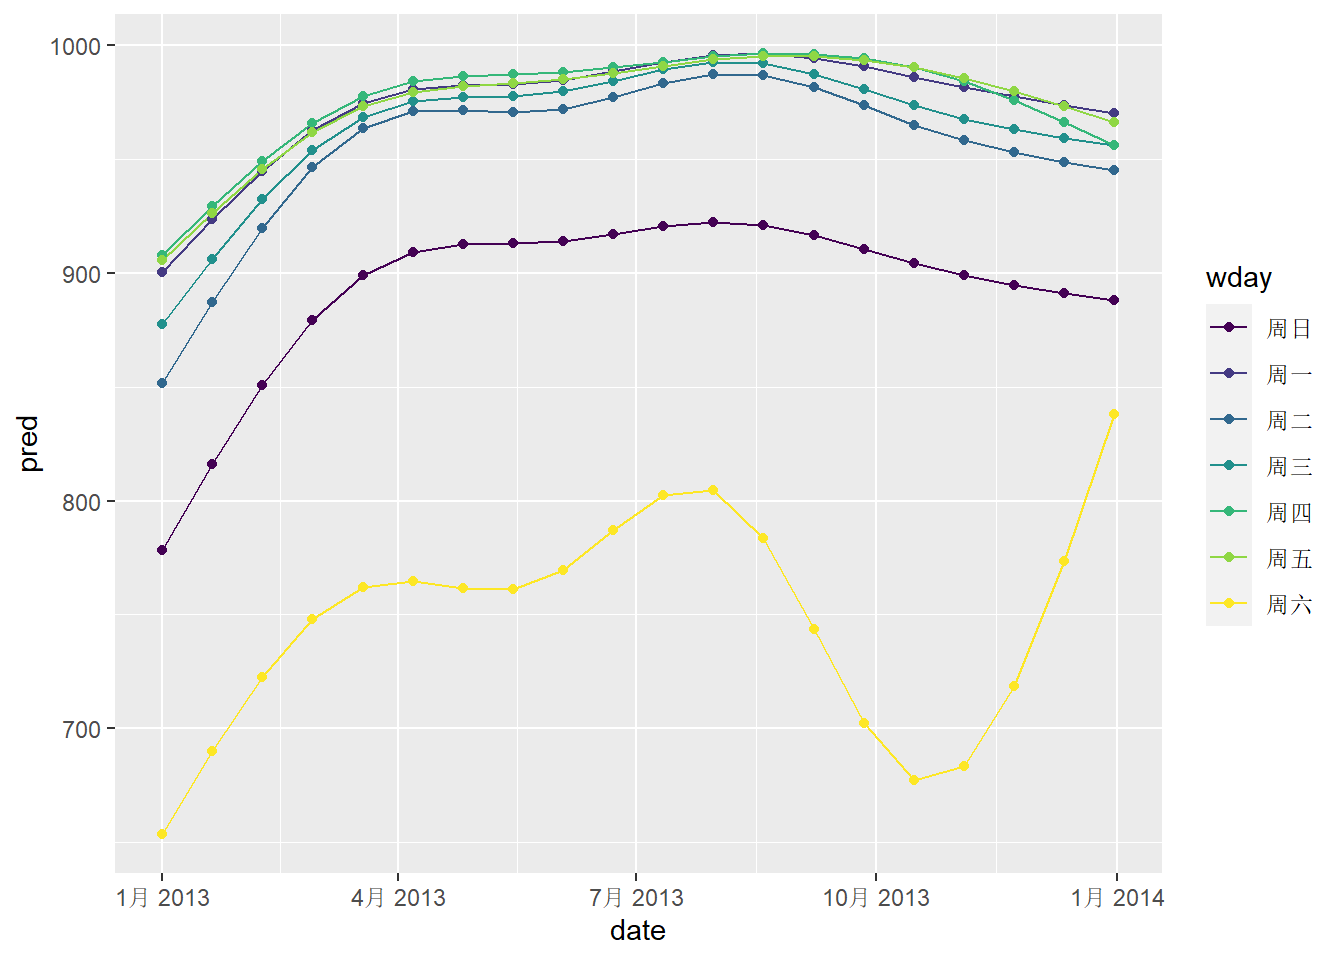 1000
900
800
700
pred
1月 2013
4月 2013
7月 2013
10月 2013
1月 2014
date
wday
周日
周一
周二
周三
周四
周五
周六